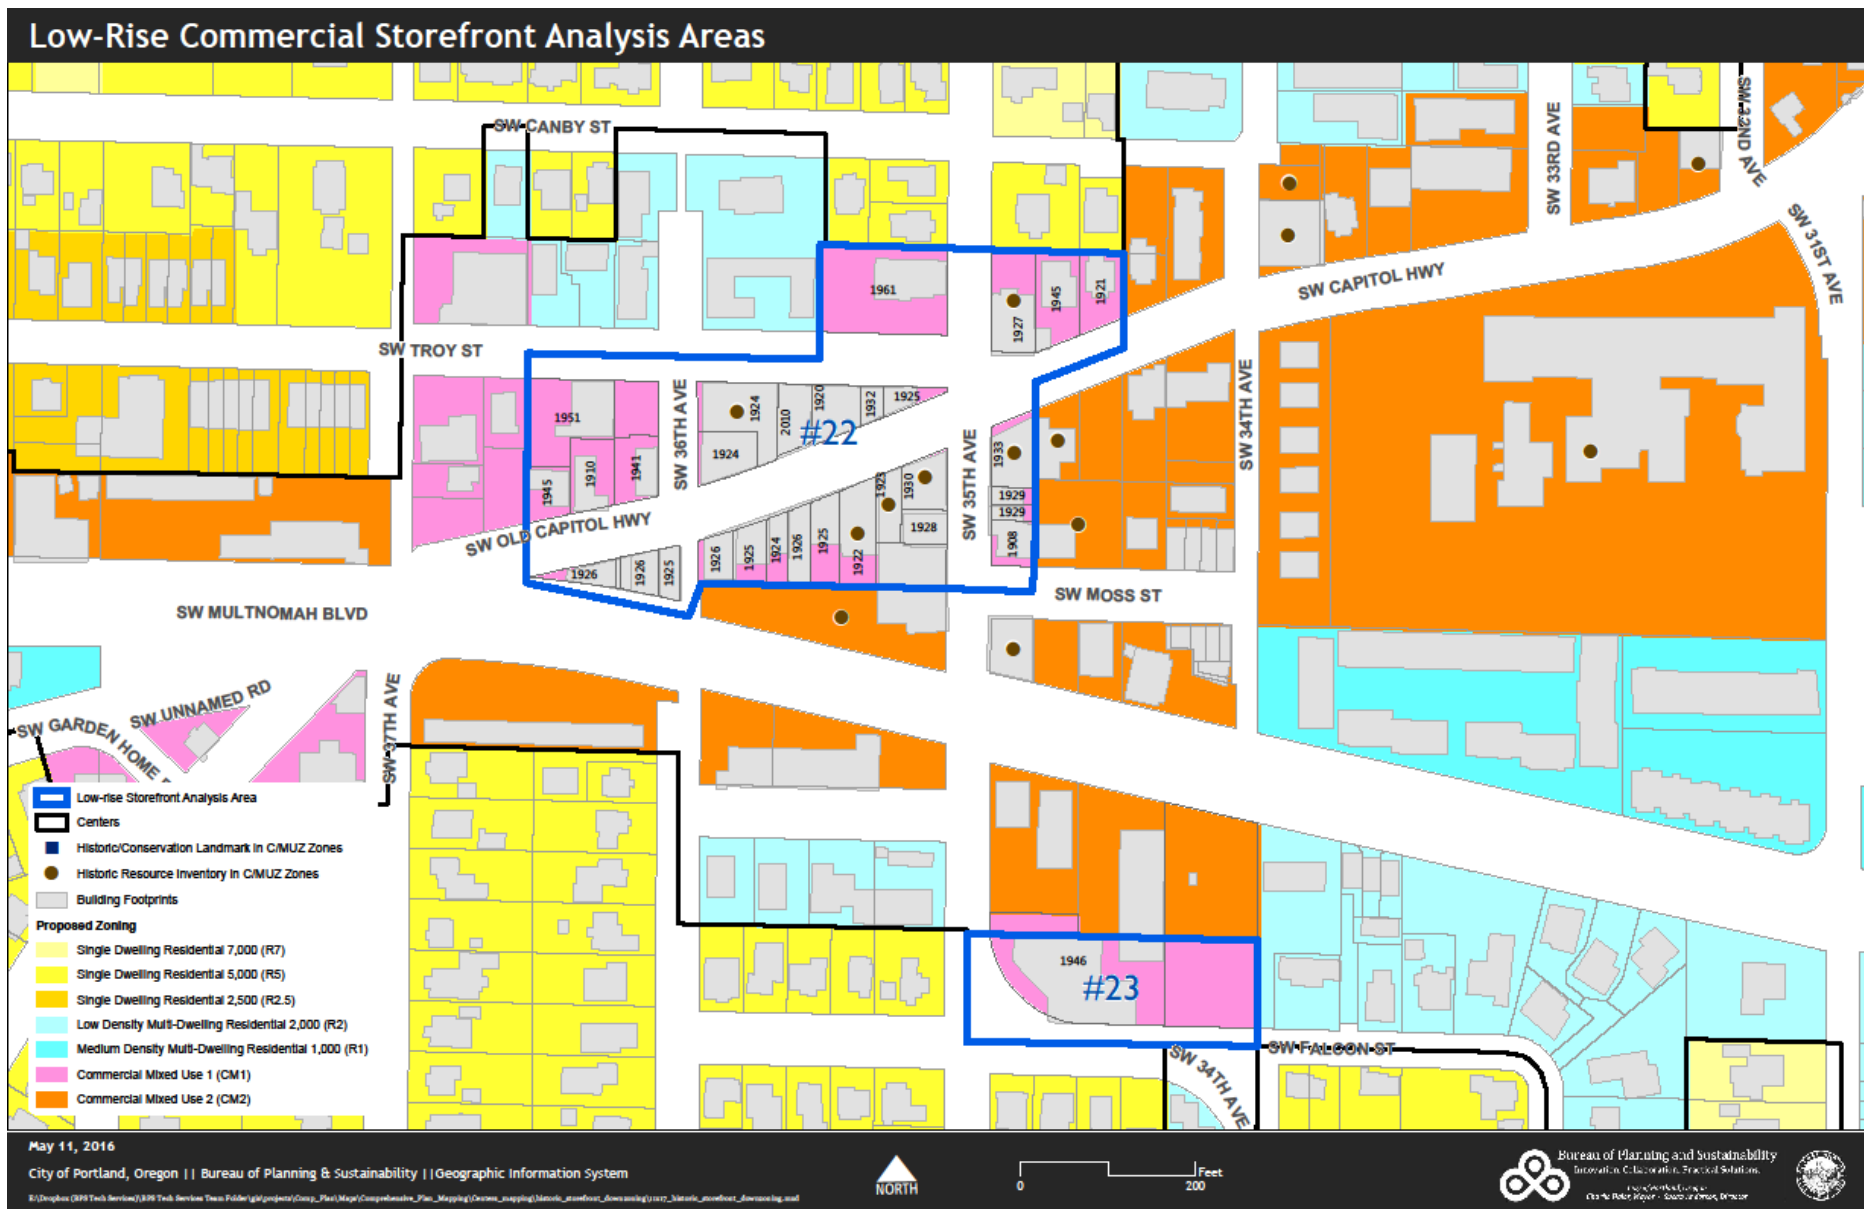 Low-Rise Commercial Storefront Analysis Areas
SW CANBY ST
SW 33RD AVE
SW 32ND AVE
SW 31ST AVE
SW CAPITOL HWY
1961
1927
1945
1921
SW TROY ST
SW 36TH AVE
SW 34TH AVE
1951
1924
2010
1920
1932
1925
#22
1924
1945
1910
1941
SW 35TH AVE
1933
1929
1929
1908
1923
1930
1928
SW OLD CAPITOL HWY
1926
1925
1924
1926
1925
1922
1926
1926
1925
SW MOSS ST
SW MULTNOMAH BLVD
SW UNNAMED RD
SW GARDEN HOME
SW 37TH AVE
1946
#23
SW FALCON ST
SW 34TH AVE
Low-rise Storefront Analysis Area
Centers
Historic/Conservation Landmark in C/MUZ Zones
Historic Resource Inventory in C/MUZ Zones
Building Footprints
Proposed Zoning
Single Dwelling Residential 7,000 (R7)
Single Dwelling Residential 5,000 (R5)
Single Dwelling Residential 2,500 (R2.5)
Low Density Multi-Dwelling Residential 2,000 (R2)
Medium Density Multi-Dwelling Residential 1,000 (R1)
Commercial Mixed Use 1 (CM1)
Commercial Mixed Use 2 (CM2)
May 11, 2016
City of Portland, Oregon || Bureau of Planning & Sustainability ||Geographic Information System
NORTH
0 200 Feet
Bureau of Planning and Sustainability
Innovation. Collaboration. Practical Solutions.